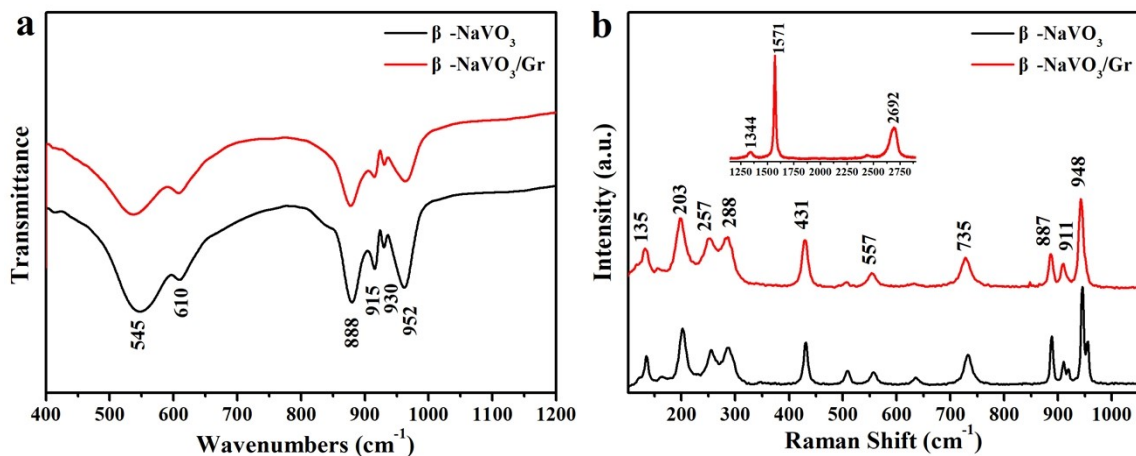 a
β -NaVO₃
β -NaVO₃/Gr
Transmittance
545
610
888
915
930
952
400 500 600 700 800 900 1000 1100 1200
Wavenumbers (cm⁻¹)
b
β -NaVO₃
β -NaVO₃/Gr
Intensity (a.u.)
1344
1571
2692
1250 1500 1750 2000 2250 2500 2750
135
203
257
288
431
557
735
887
911
948
200 300 400 500 600 700 800 900 1000
Raman Shift (cm⁻¹)